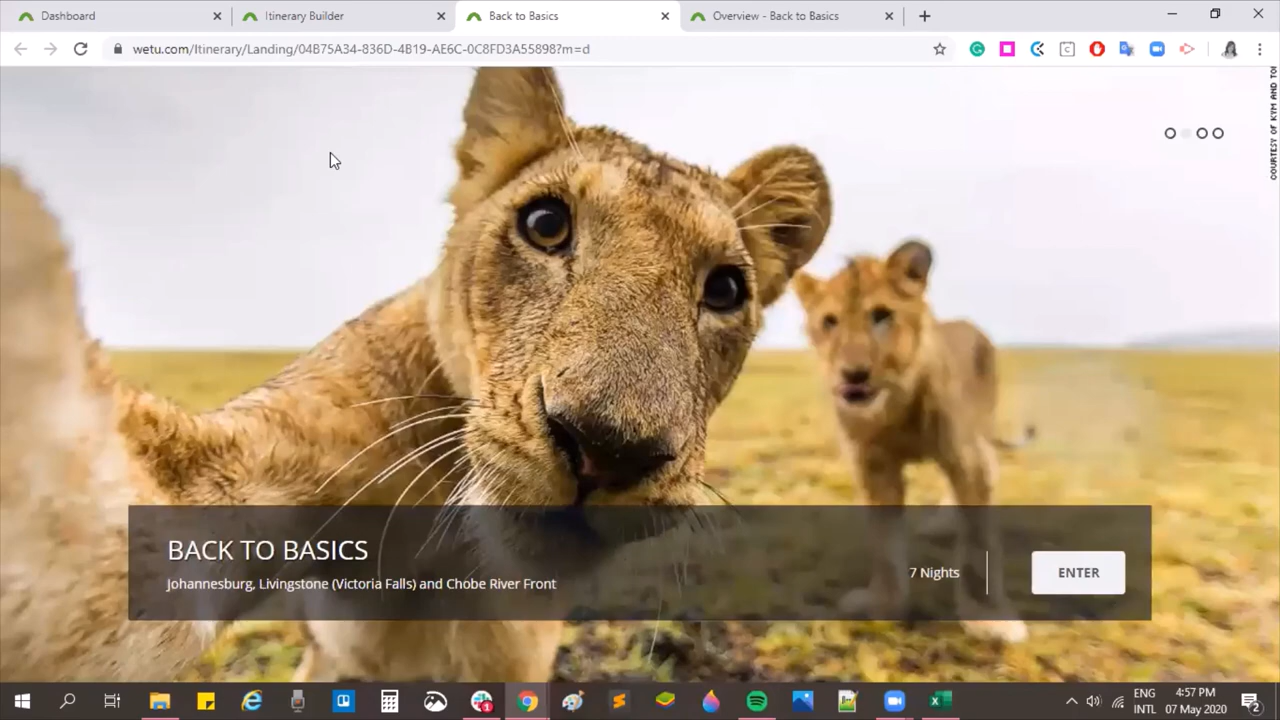 Dashboard
Itinerary Builder
Back to Basics
Overview - Back to Basics
wetu.com/Itinerary/Landing/04B75A34-836D-4B19-AE6C-0C8FD3A55898?m=d
COURTESY OF KYM AND TO
BACK TO BASICS
Johannesburg, Livingstone (Victoria Falls) and Chobe River Front
7 Nights
ENTER
ENG
INTL
4:57 PM
07 May 2020
2